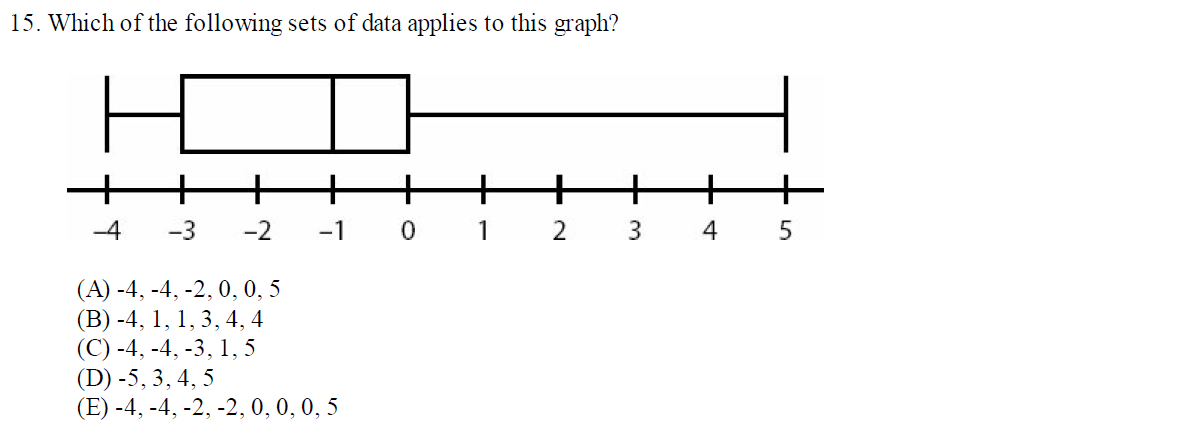 15. Which of the following sets of data applies to this graph?
-4 -3 -2 -1 0 1 2 3 4 5
(A) -4, -4, -2, 0, 0, 5
(B) -4, 1, 1, 3, 4, 4
(C) -4, -4, -3, 1, 5
(D) -5, 3, 4, 5
(E) -4, -4, -2, -2, 0, 0, 0, 5